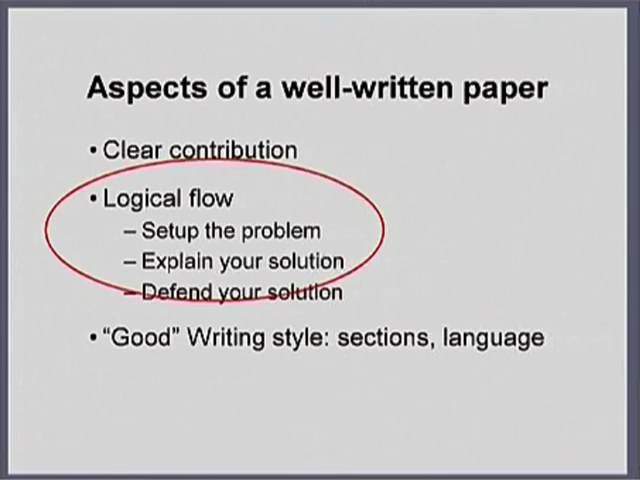 Aspects of a well-written paper
• Clear contribution
• Logical flow
– Setup the problem
– Explain your solution
– Defend your solution
• “Good” Writing style: sections, language